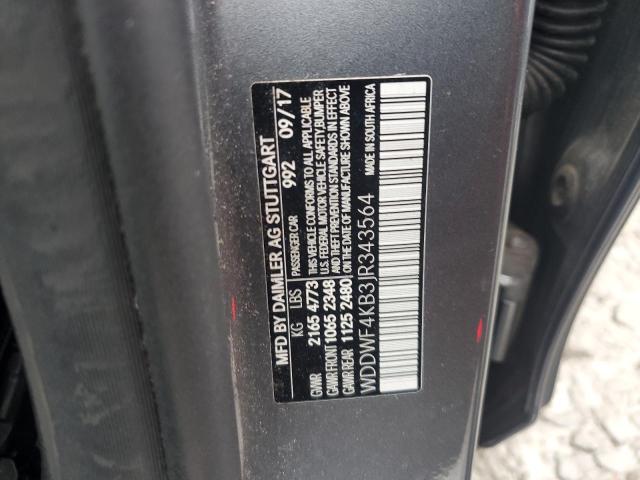 MFD BY DAIMLER AG STUTTGART
992 09/17
PASSENGER CAR
KG LBS
GVWR 2165 4773
GAWR FRONT 1065 2348
GAWR REAR 1125 2480
THIS VEHICLE CONFORMS TO ALL APPLICABLE
U.S. FEDERAL MOTOR VEHICLE SAFETY, BUMPER
AND THEFT PREVENTION STANDARDS IN EFFECT
ON THE DATE OF MANUFACTURE SHOWN ABOVE
WDDWF4KB3JR343564
MADE IN SOUTH AFRICA